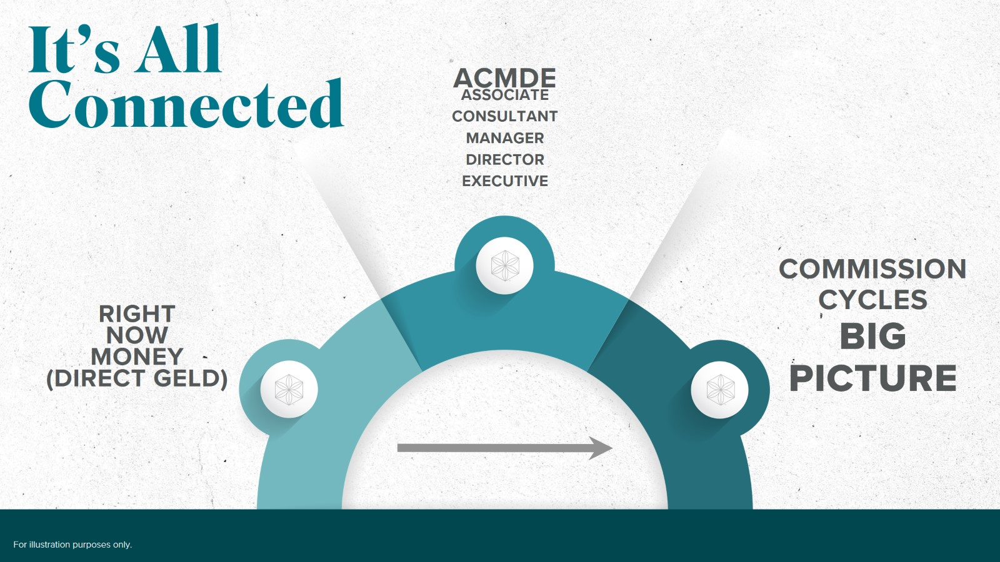 It’s All
Connected
ACMDE
ASSOCIATE
CONSULTANT
MANAGER
DIRECTOR
EXECUTIVE
RIGHT
NOW
MONEY
(DIRECT GELD)
COMMISSION
CYCLES
BIG
PICTURE
For illustration purposes only.